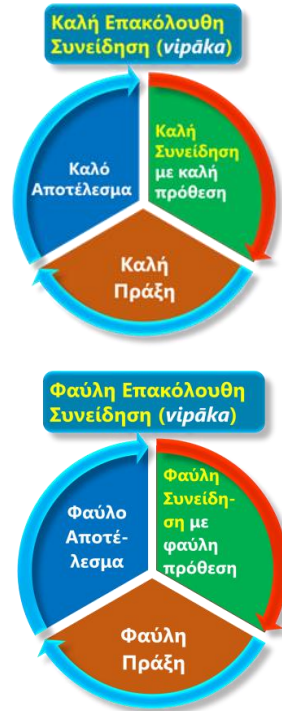 Καλή Επακόλουθη
Συνείδηση (vipāka)
Καλή
Συνείδηση
με καλή
πρόθεση
Καλό
Αποτέλεσμα
Καλή
Πράξη
Φαύλη Επακόλουθη
Συνείδηση (vipāka)
Φαύλη
Συνείδη-
ση με
φαύλη
πρόθεση
Φαύλο
Αποτέ-
λεσμα
Φαύλη
Πράξη